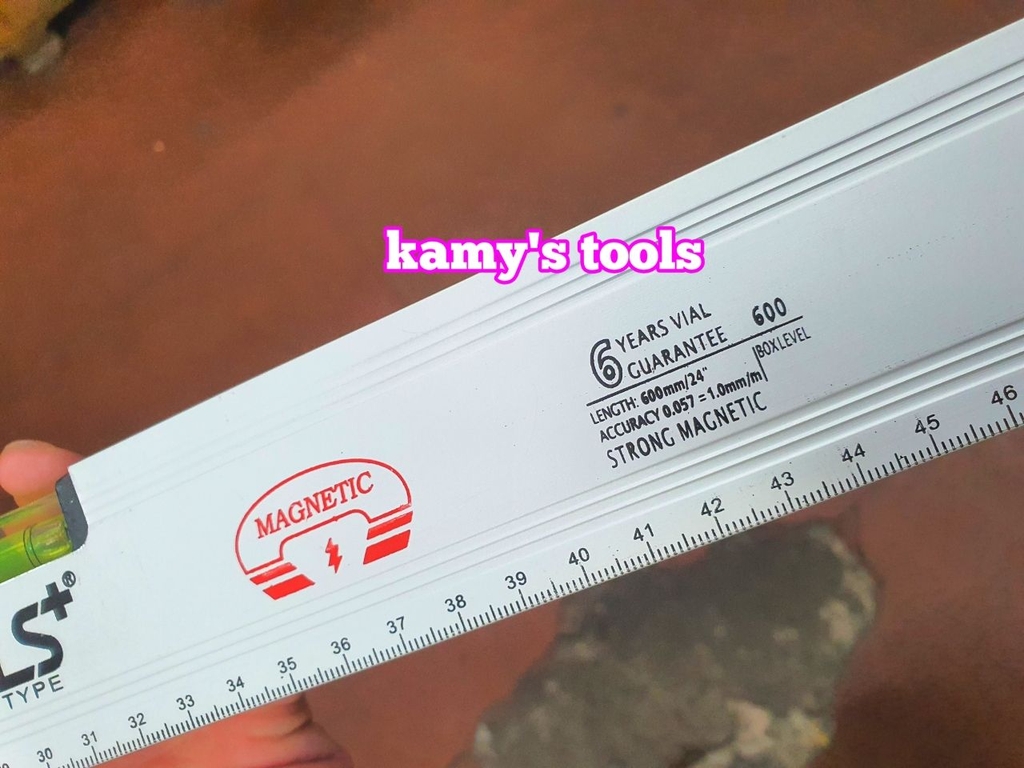 kamy's tools
6 YEARS VIAL
GUARANTEE 600
LENGTH: 600mm/24"
ACCURACY 0.057 = 1.0mm/m
BOX LEVEL
STRONG MAGNETIC
MAGNETIC
LS+®
TYPE
30 31 32 33 34 35 36 37 38 39 40 41 42 43 44 45 46